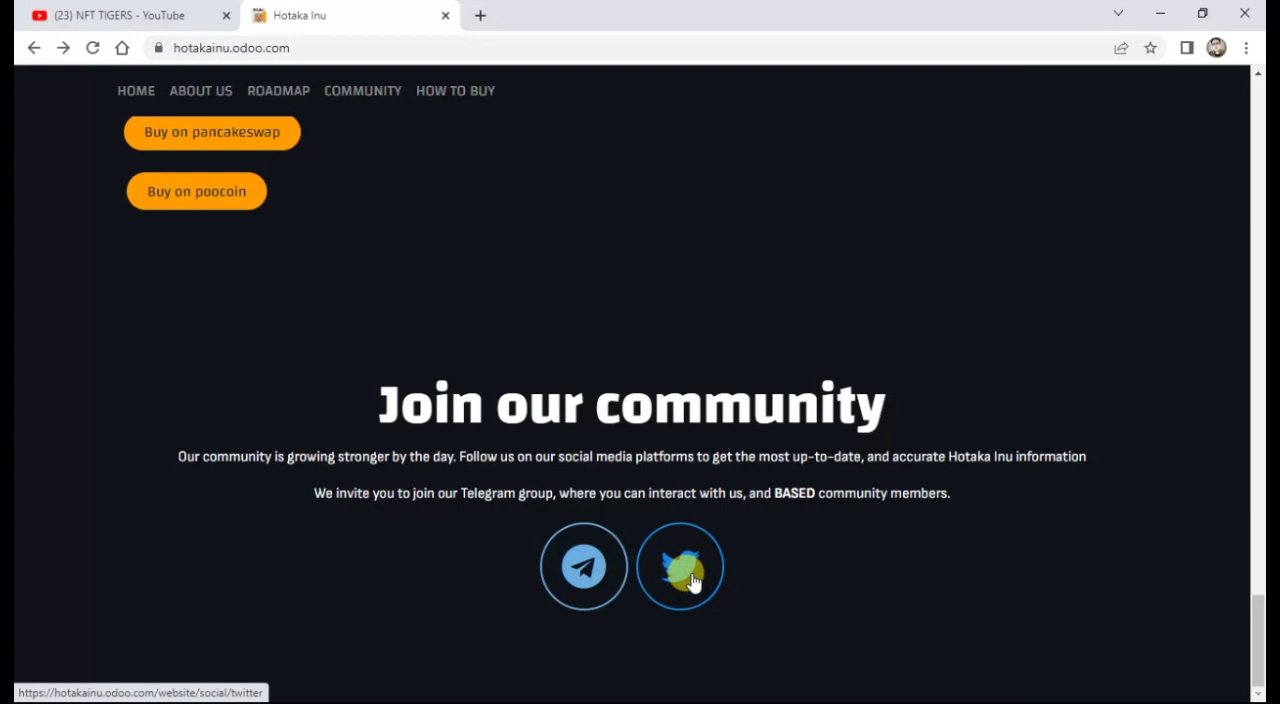 (23) NFT TIGERS - YouTube
Hotaka Inu
hotakainu.odoo.com
HOME ABOUT US ROADMAP COMMUNITY HOW TO BUY
Buy on pancakeswap
Buy on poocoin
Join our community
Our community is growing stronger by the day. Follow us on our social media platforms to get the most up-to-date, and accurate Hotaka Inu information
We invite you to join our Telegram group, where you can interact with us, and BASED community members.
https://hotakainu.odoo.com/website/social/twitter